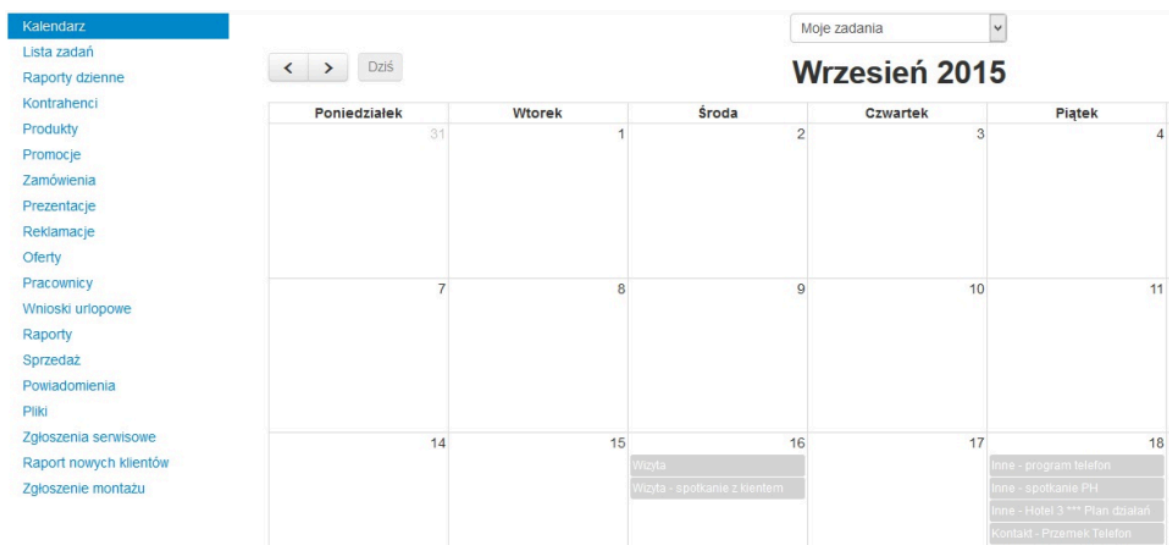 Kalendarz
Lista zadań
Raporty dzienne
Kontrahenci
Produkty
Promocje
Zamówienia
Prezentacje
Reklamacje
Oferty
Pracownicy
Wnioski urlopowe
Raporty
Sprzedaż
Powiadomienia
Pliki
Zgłoszenia serwisowe
Raport nowych klientów
Zgłoszenie montażu
Moje zadania
< > Dziś
Wrzesień 2015
Poniedziałek Wtorek Środa Czwartek Piątek
31 1 2 3 4
7 8 9 10 11
14 15 16 17 18
Wizyta
Wizyta - spotkanie z kientem
Inne - program telefon
Inne - spotkanie PH
Inne - Hotel 3 *** Plan działań
Kontakt - Przemek Telefon